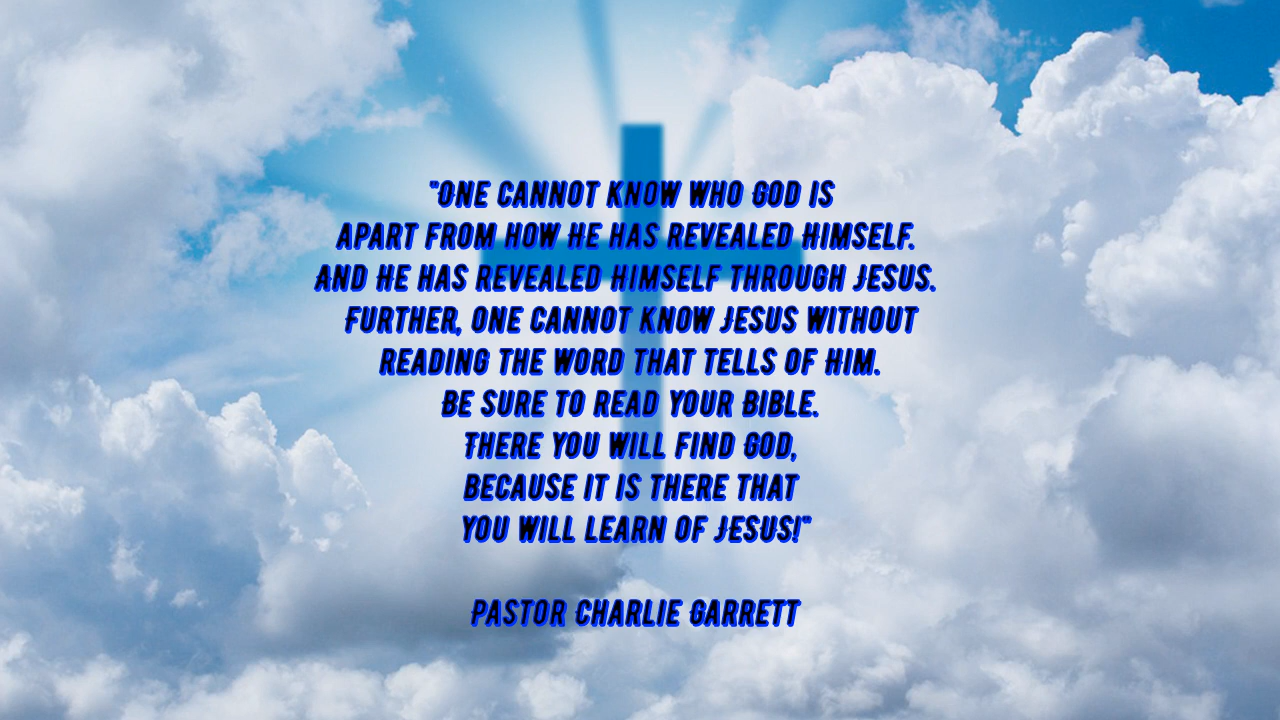 "One cannot know who God is
apart from how He has revealed Himself.
And He has revealed Himself through Jesus.
Further, one cannot know Jesus without
reading the word that tells of Him.
Be sure to read your Bible.
There you will find God,
because it is there that
you will learn of Jesus!"
Pastor Charlie Garrett